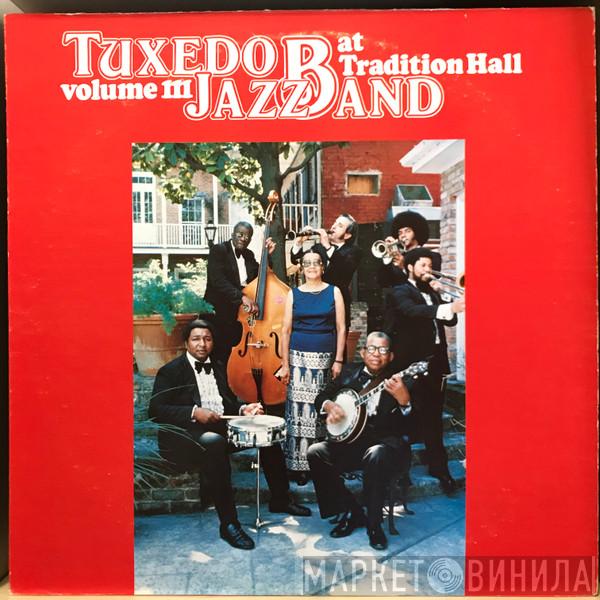 TUXEDO
volume III JAZZ BAND
at
Tradition Hall
МАРКЕТ ВИНИЛА